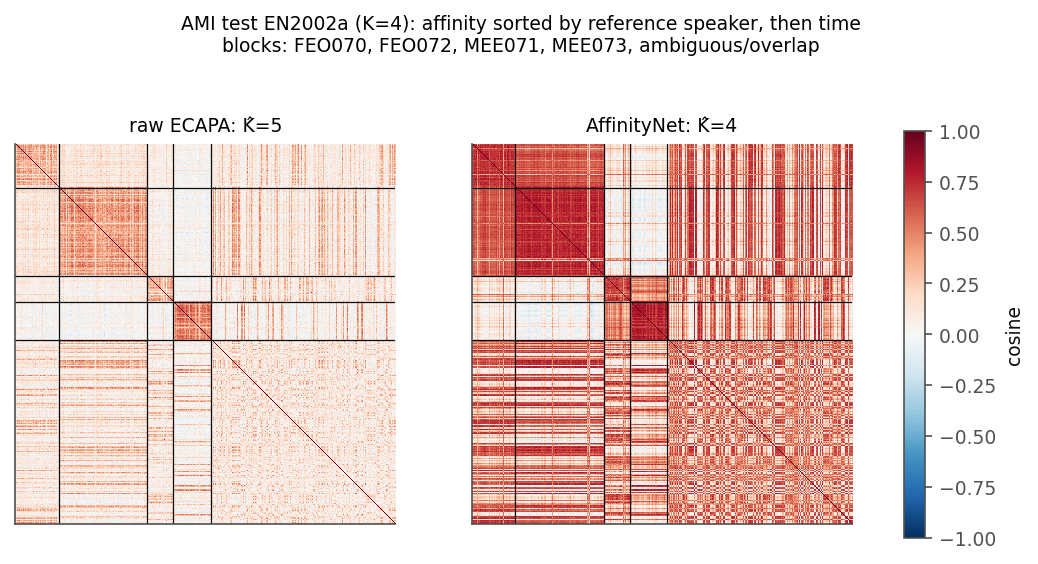 AMI test EN2002a (K=4): affinity sorted by reference speaker, then time
blocks: FEO070, FEO072, MEE071, MEE073, ambiguous/overlap
raw ECAPA: K̂=5
AffinityNet: K̂=4
1.00
0.75
0.50
0.25
0.00
−0.25
−0.50
−0.75
−1.00
cosine